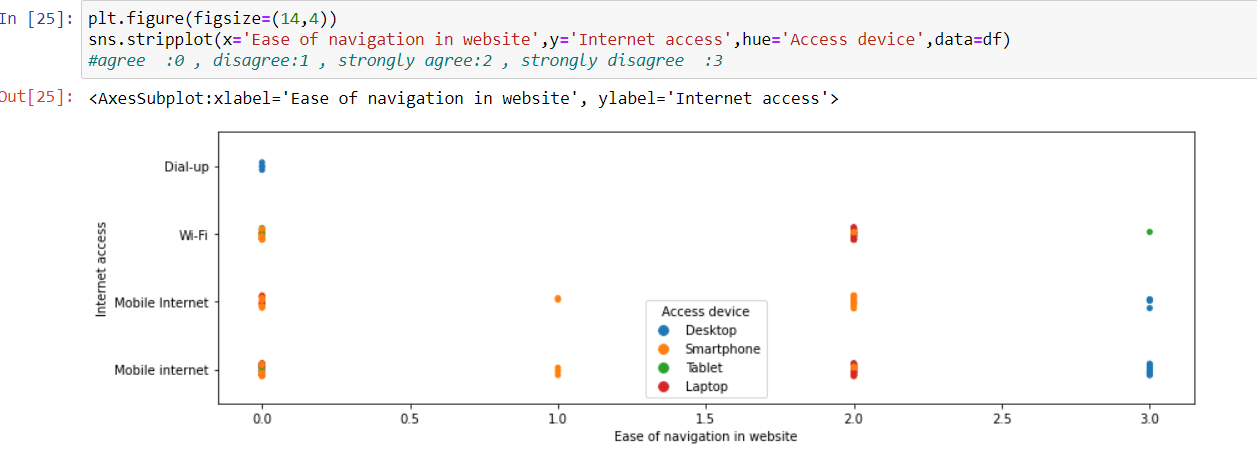 In [25]: plt.figure(figsize=(14,4))
sns.stripplot(x='Ease of navigation in website',y='Internet access',hue='Access device',data=df)
#agree  :0 , disagree:1 , strongly agree:2 , strongly disagree  :3
Out[25]: <AxesSubplot:xlabel='Ease of navigation in website', ylabel='Internet access'>
Internet access
Dial-up
Wi-Fi
Mobile Internet
Mobile internet
Access device
Desktop
Smartphone
Tablet
Laptop
0.0 0.5 1.0 1.5 2.0 2.5 3.0
Ease of navigation in website